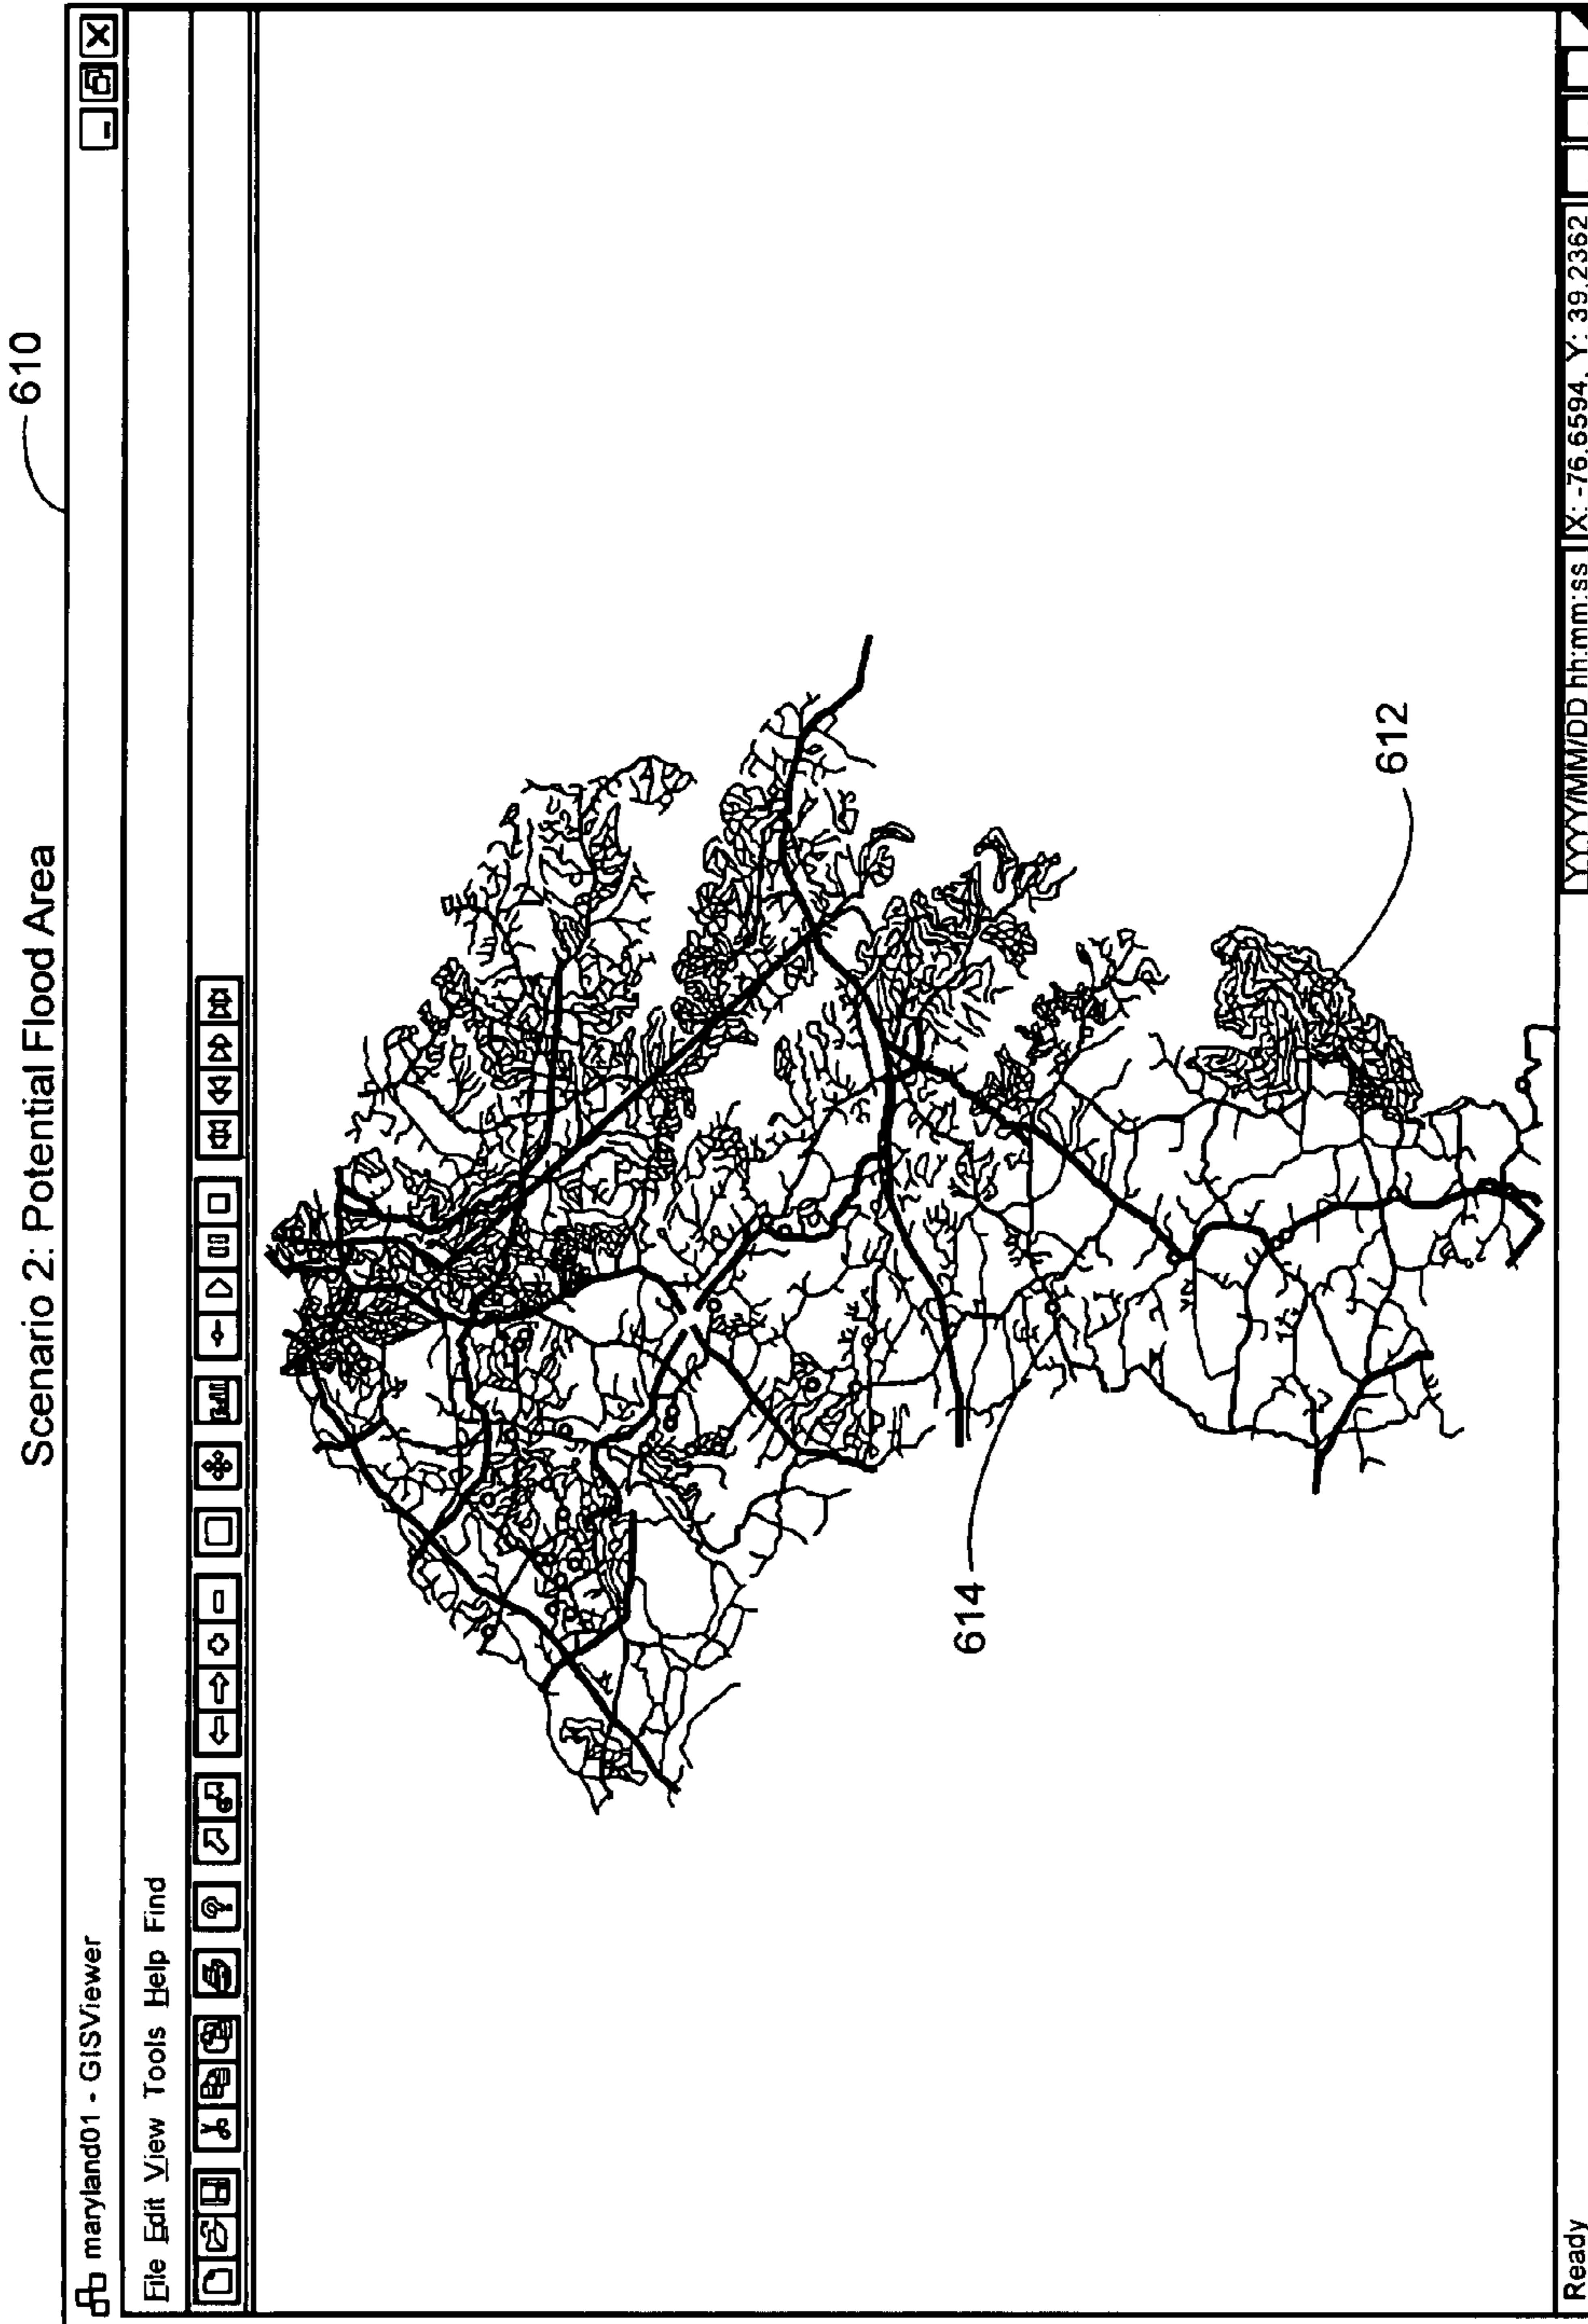 Scenario 2: Potential Flood Area
610
maryland01 - GISViewer
File Edit View Tools Help Find
614
612
Ready
YYYY/MM/DD hh:mm:ss
X: -76.6594, Y: 39.2362